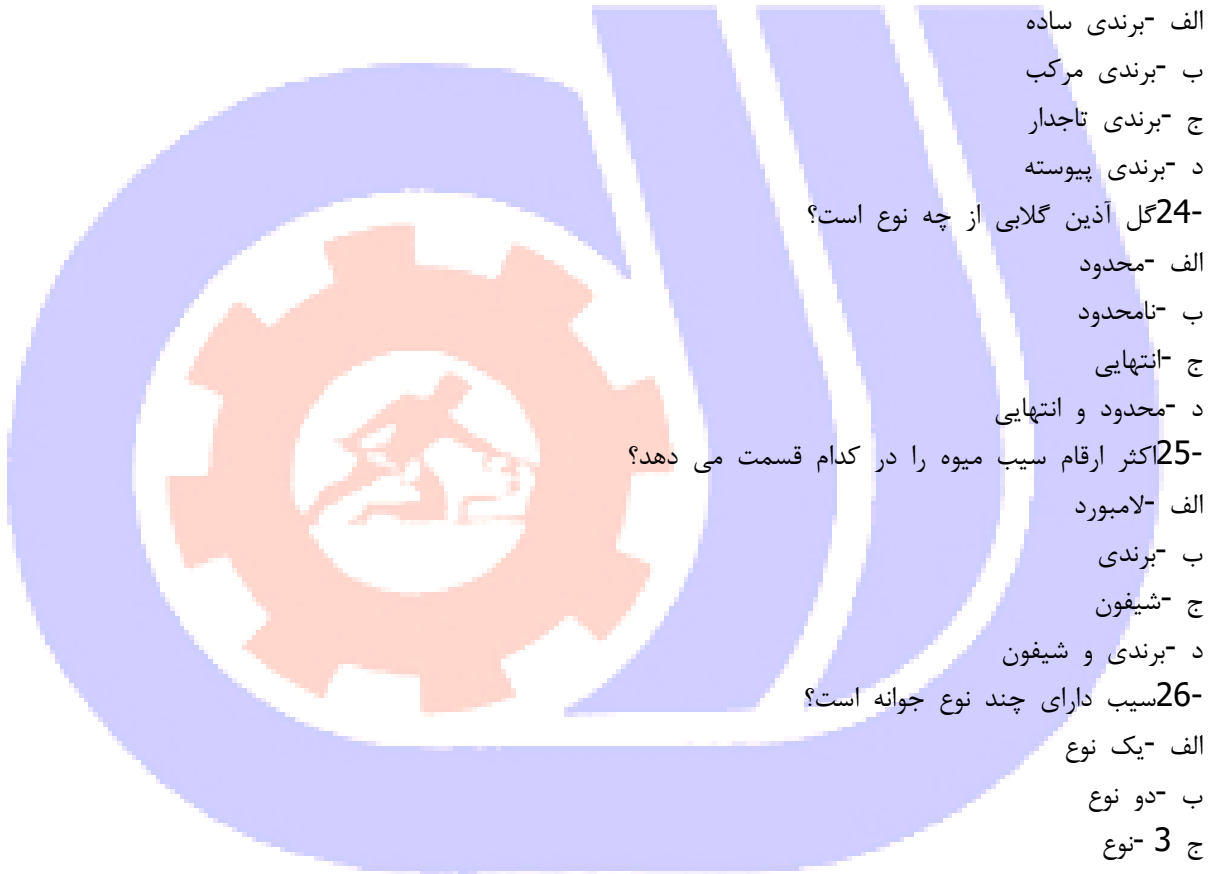 الف -برندی ساده
ب -برندی مرکب
ج -برندی تاجدار
د -برندی پیوسته
-24گل آذین گلابی از چه نوع است؟
الف -محدود
ب -نامحدود
ج -انتهایی
د -محدود و انتهایی
-25اکثر ارقام سیب میوه را در کدام قسمت می دهد؟
الف -لامبورد
ب -برندی
ج -شیفون
د -برندی و شیفون
-26سیب دارای چند نوع جوانه است؟
الف -یک نوع
ب -دو نوع
ج 3 -نوع